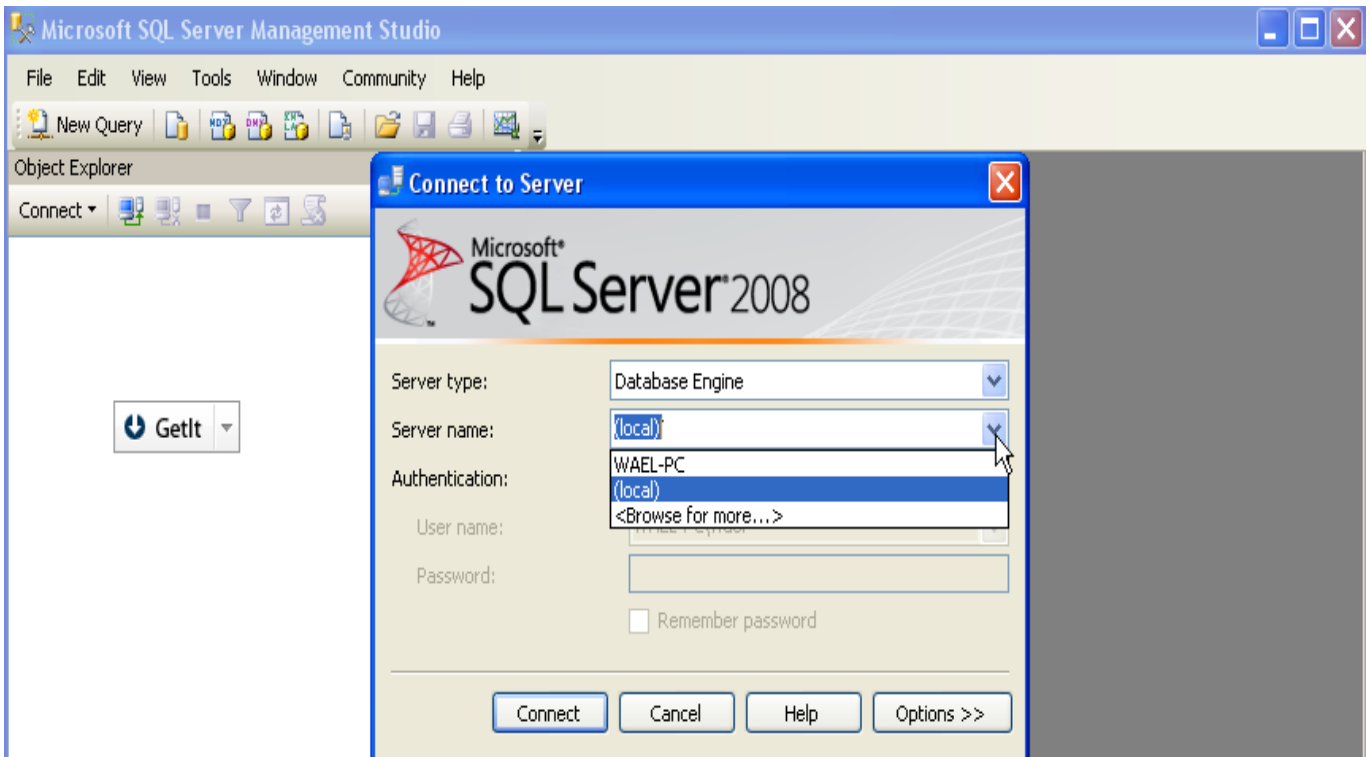 Microsoft SQL Server Management Studio
File Edit View Tools Window Community Help
New Query
Object Explorer
Connect
GetIt
Connect to Server
Microsoft®
SQL Server® 2008
Server type: Database Engine
Server name: (local)
WAEL-PC
(local)
<Browse for more...>
Authentication:
User name:
Password:
Remember password
Connect Cancel Help Options >>